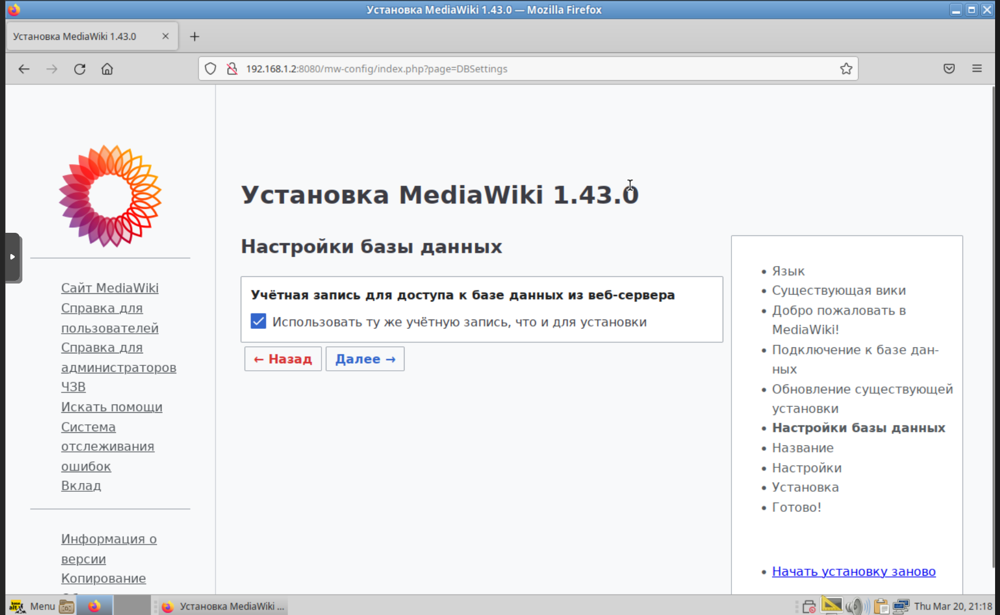 Установка MediaWiki 1.43.0 — Mozilla Firefox
Установка MediaWiki 1.43.0
192.168.1.2:8080/mw-config/index.php?page=DBSettings
Установка MediaWiki 1.43.0
Настройки базы данных
Учётная запись для доступа к базе данных из веб-сервера
Использовать ту же учётную запись, что и для установки
← Назад
Далее →
Сайт MediaWiki
Справка для
пользователей
Справка для
администраторов
ЧЗВ
Искать помощи
Система
отслеживания
ошибок
Вклад
Информация о
версии
Копирование
Язык
Существующая вики
Добро пожаловать в
MediaWiki!
Подключение к базе дан-
ных
Обновление существующей
установки
Настройки базы данных
Название
Настройки
Установка
Готово!
Начать установку заново
Menu
Установка MediaWiki ...
Thu Mar 20, 21:18